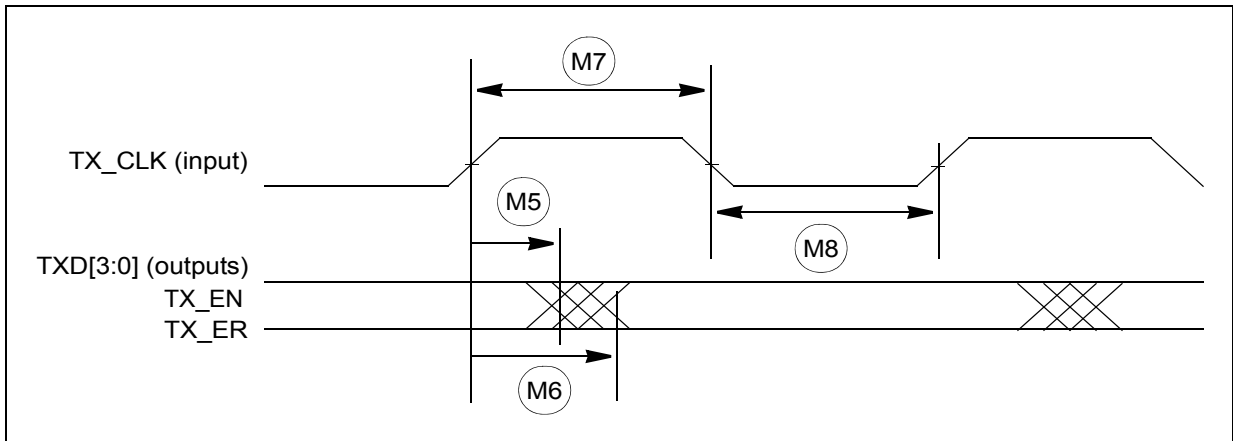 M7
TX_CLK (input)
M5
M8
TXD[3:0] (outputs)
TX_EN
TX_ER
M6